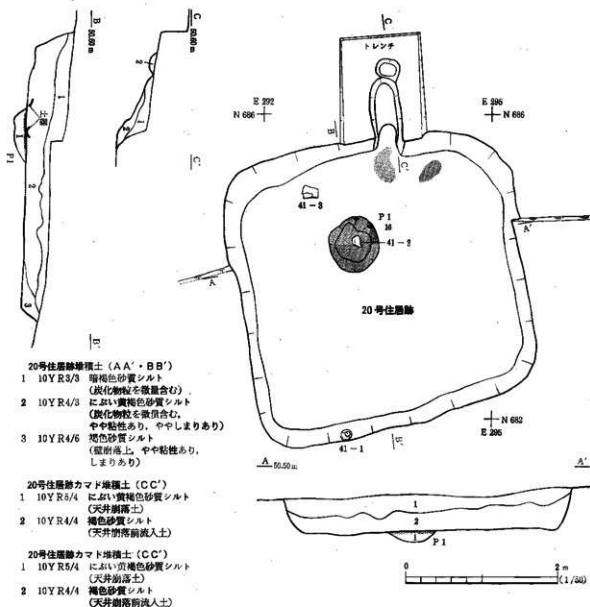 B
50.60m
C
50.60m
C
トレンチ
E 292
N 686
E 295
N 686
B
C'
41-3
P1
16
41-2
20号住居跡
A
A'
N 682
E 295
41-1
B'
土器
P1
1
2
3
B'
2
1
2
C'
20号住居跡堆積土 (AA'・BB')
1 10YR3/3 暗褐色砂質シルト
(炭化物粒を微量含む)
2 10YR4/3 にぶい黄褐色砂質シルト
(炭化物粒を微量含む、
やや粘性あり、ややしまりあり)
3 10YR4/6 褐色砂質シルト
(壁崩落土、やや粘性あり、
しまりあり)
20号住居跡カマド堆積土 (CC')
1 10YR5/4 にぶい黄褐色砂質シルト
(天井崩落土)
2 10YR4/4 褐色砂質シルト
(天井崩落前流入土)
20号住居跡カマド堆積土 (CC')
1 10YR5/4 にぶい黄褐色砂質シルト
(天井崩落土)
2 10YR4/4 褐色砂質シルト
(天井崩落前流入土)
A 50.50m
A'
1
2
1
P1
0
2 m